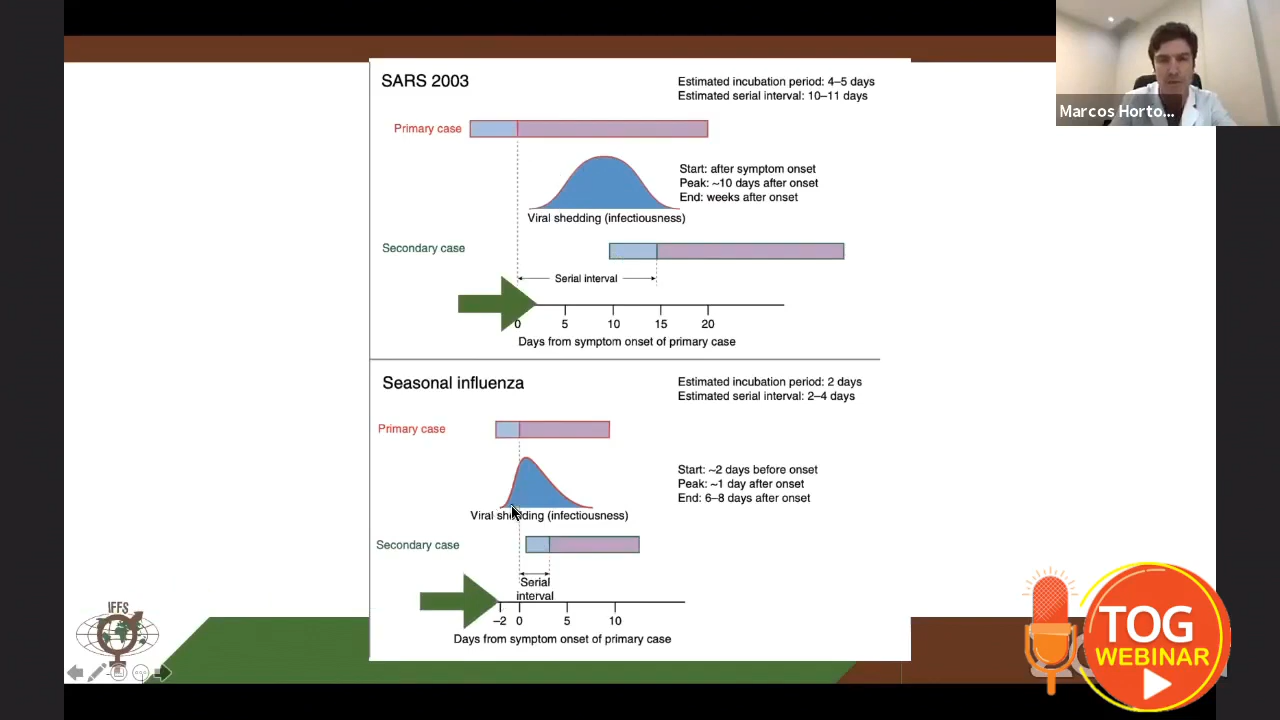 SARS 2003
Estimated incubation period: 4–5 days
Estimated serial interval: 10–11 days
Primary case
Start: after symptom onset
Peak: ~10 days after onset
End: weeks after onset
Viral shedding (infectiousness)
Secondary case
Serial interval
0 5 10 15 20
Days from symptom onset of primary case
Seasonal influenza
Estimated incubation period: 2 days
Estimated serial interval: 2–4 days
Primary case
Start: ~2 days before onset
Peak: ~1 day after onset
End: 6–8 days after onset
Viral shedding (infectiousness)
Secondary case
Serial
interval
–2 0 5 10
Days from symptom onset of primary case
Marcos Horto...
IFFS
TOG
WEBINAR